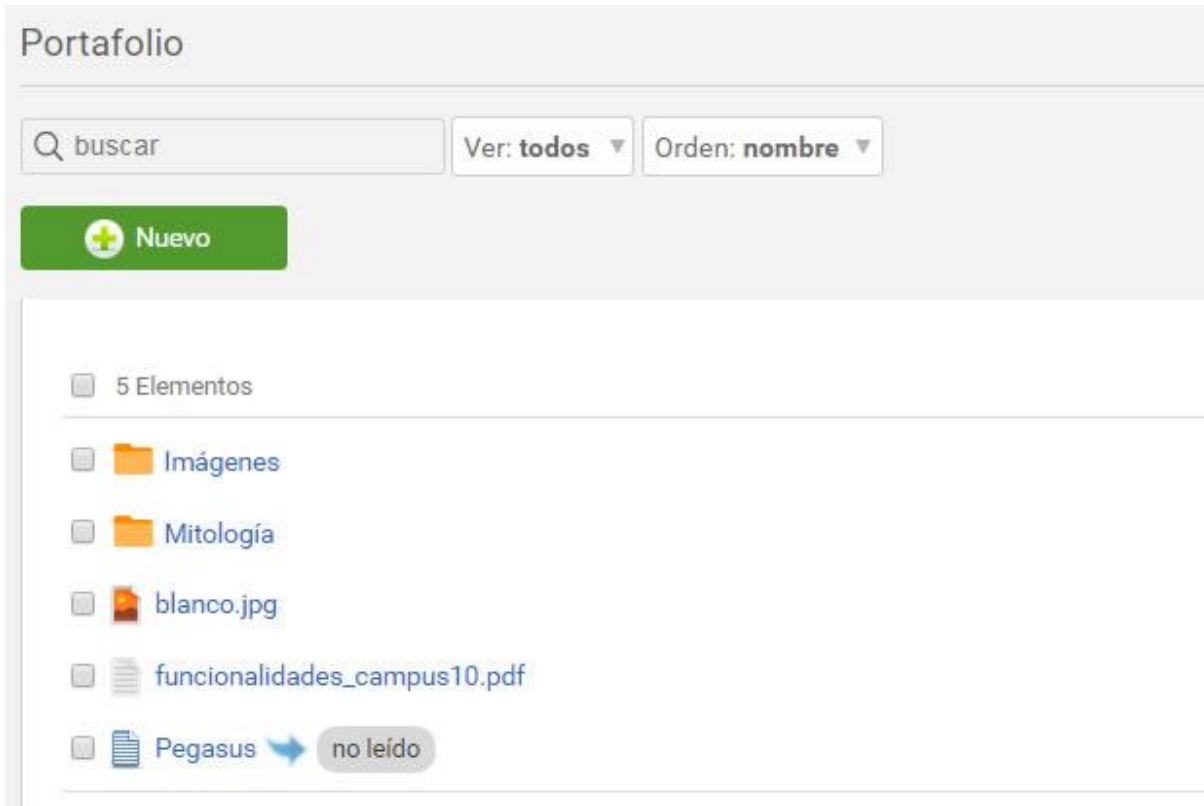 Portafolio
buscar Ver: todos Orden: nombre
Nuevo
5 Elementos
Imágenes
Mitología
blanco.jpg
funcionalidades_campus10.pdf
Pegasus no leído